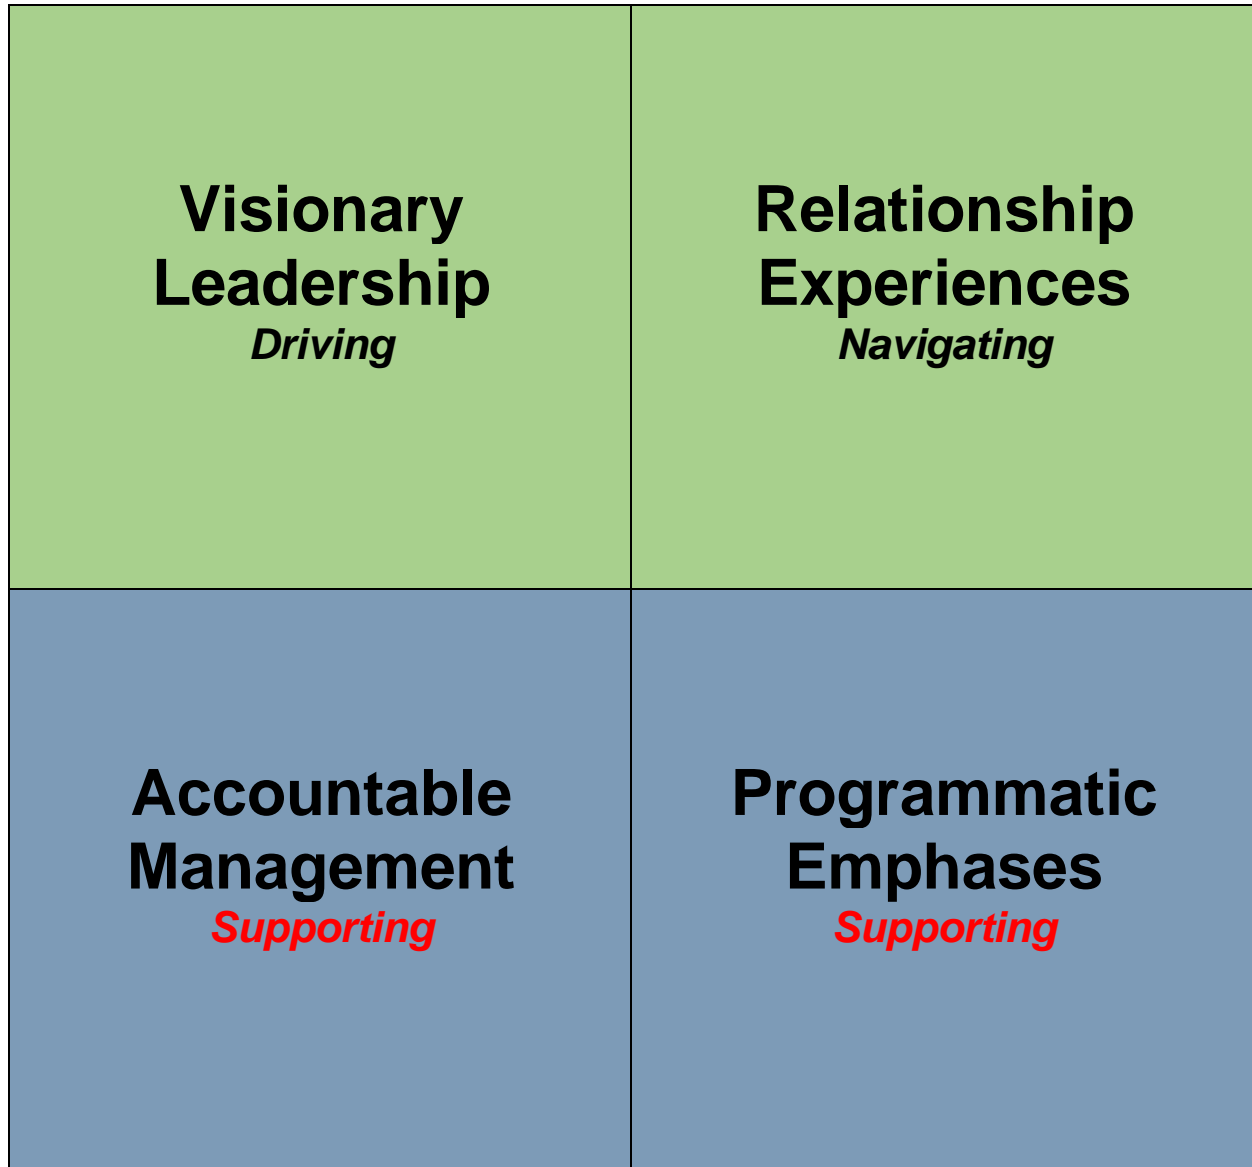 Visionary
Leadership
Driving
Relationship
Experiences
Navigating
Accountable
Management
Supporting
Programmatic
Emphases
Supporting